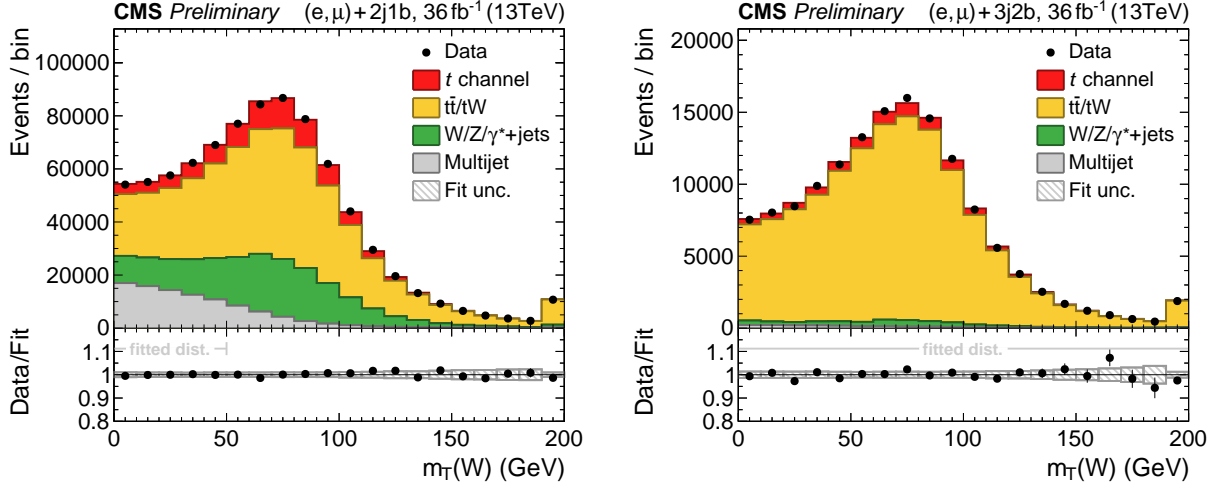 CMS Preliminary (e,μ)+2j1b, 36fb⁻¹ (13TeV)
Events / bin
100000
80000
60000
40000
20000
0
Data
t channel
tt̄/tW
W/Z/γ*+jets
Multijet
Fit unc.
Data/Fit
1.1
1
0.9
0.8
fitted dist.
0 50 100 150 200
m_T(W) (GeV)
CMS Preliminary (e,μ)+3j2b, 36fb⁻¹ (13TeV)
Events / bin
20000
15000
10000
5000
0
Data
t channel
tt̄/tW
W/Z/γ*+jets
Multijet
Fit unc.
Data/Fit
1.1
1
0.9
0.8
fitted dist.
0 50 100 150 200
m_T(W) (GeV)